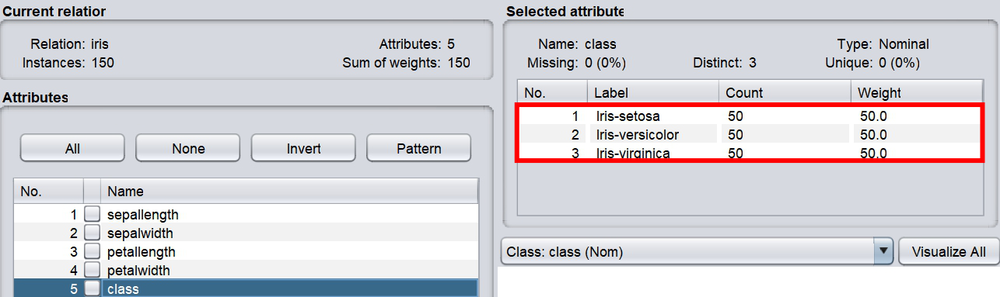 Current relation
Relation: iris
Attributes: 5
Instances: 150
Sum of weights: 150
Attributes
All
None
Invert
Pattern
No.
Name
1 sepallength
2 sepalwidth
3 petallength
4 petalwidth
5 class
Selected attribute
Name: class
Type: Nominal
Missing: 0 (0%)
Distinct: 3
Unique: 0 (0%)
No. Label Count Weight
1 Iris-setosa 50 50.0
2 Iris-versicolor 50 50.0
3 Iris-virginica 50 50.0
Class: class (Nom)
Visualize All